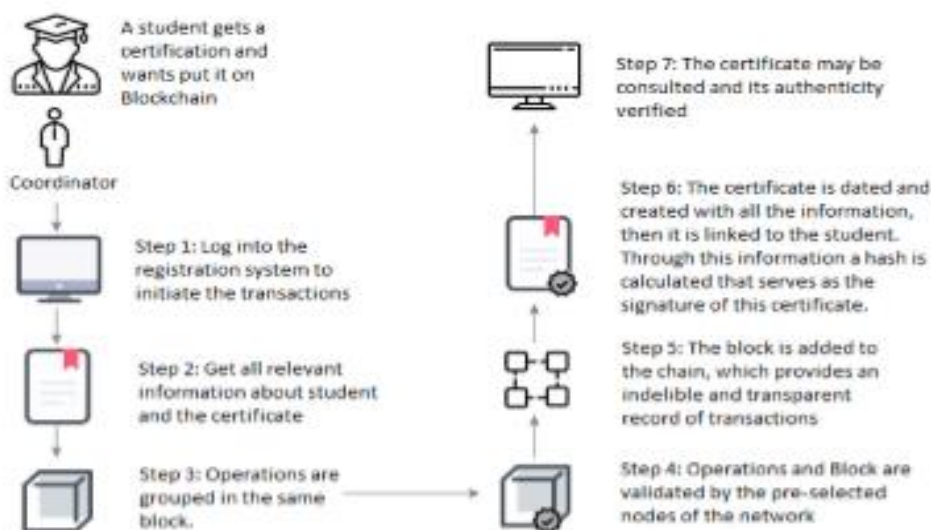 A student gets a
certification and
wants put it on
Blockchain
Coordinator
Step 1: Log into the
registration system to
initiate the transactions
Step 2: Get all relevant
information about student
and the certificate
Step 3: Operations are
grouped in the same
block.
Step 4: Operations and Block are
validated by the pre-selected
nodes of the network
Step 5: The block is added to
the chain, which provides an
indelible and transparent
record of transactions
Step 6: The certificate is dated and
created with all the information,
then it is linked to the student.
Through this information a hash is
calculated that serves as the
signature of this certificate.
Step 7: The certificate may be
consulted and its authenticity
verified